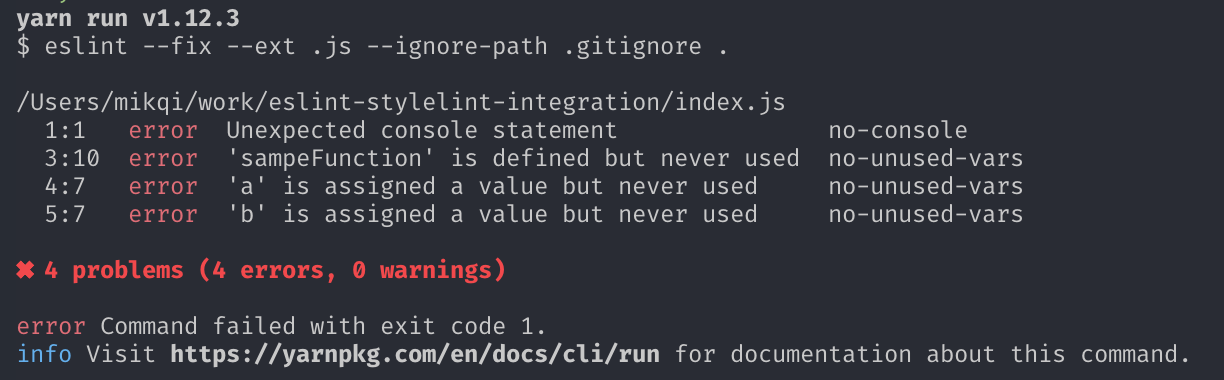 yarn run v1.12.3
$ eslint --fix --ext .js --ignore-path .gitignore .
/Users/mikqi/work/eslint-stylelint-integration/index.js
1:1 error Unexpected console statement no-console
3:10 error 'sampeFunction' is defined but never used no-unused-vars
4:7 error 'a' is assigned a value but never used no-unused-vars
5:7 error 'b' is assigned a value but never used no-unused-vars
✖ 4 problems (4 errors, 0 warnings)
error Command failed with exit code 1.
info Visit https://yarnpkg.com/en/docs/cli/run for documentation about this command.